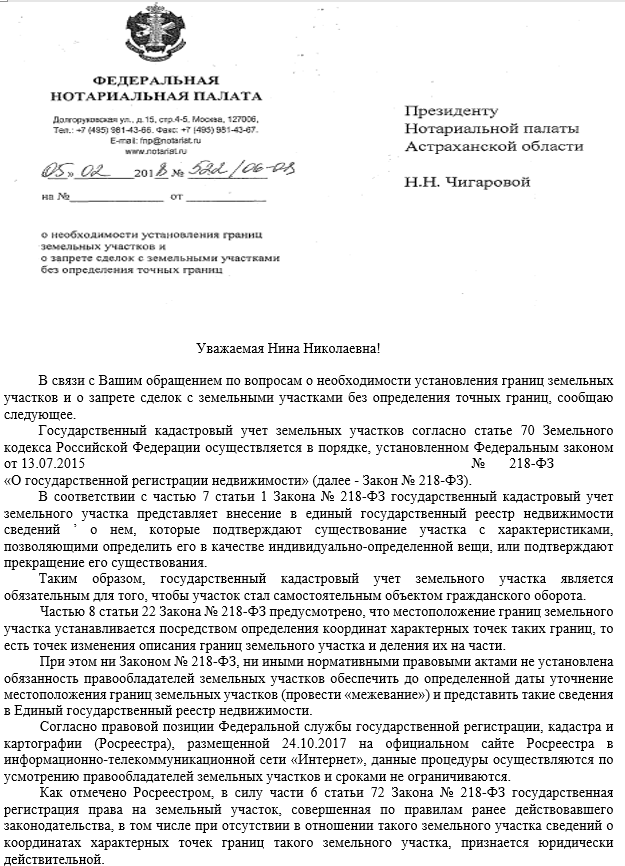 ФЕДЕРАЛЬНАЯ
НОТАРИАЛЬНАЯ ПАЛАТА
Долгоруковская ул., д.15, стр.4-5, Москва, 127006,
Тел.: +7 (495) 981-43-66. Факс: +7 (495) 981-43-67.
E-mail: fnp@notariat.ru
www.notariat.ru
05 » 02 2018 № 522/06-03
на № от
о необходимости установления границ
земельных участков и
о запрете сделок с земельными участками
без определения точных границ
Президенту
Нотариальной палаты
Астраханской области
Н.Н. Чигаровой
Уважаемая Нина Николаевна!
В связи с Вашим обращением по вопросам о необходимости установления границ земельных
участков и о запрете сделок с земельными участками без определения точных границ, сообщаю
следующее.
Государственный кадастровый учет земельных участков согласно статье 70 Земельного
кодекса Российской Федерации осуществляется в порядке, установленном Федеральным законом
от 13.07.2015 № 218-ФЗ
«О государственной регистрации недвижимости» (далее - Закон № 218-ФЗ).
В соответствии с частью 7 статьи 1 Закона № 218-ФЗ государственный кадастровый учет
земельного участка представляет внесение в единый государственный реестр недвижимости
сведений ’ о нем, которые подтверждают существование участка с характеристиками,
позволяющими определить его в качестве индивидуально-определенной вещи, или подтверждают
прекращение его существования.
Таким образом, государственный кадастровый учет земельного участка является
обязательным для того, чтобы участок стал самостоятельным объектом гражданского оборота.
Частью 8 статьи 22 Закона № 218-ФЗ предусмотрено, что местоположение границ земельного
участка устанавливается посредством определения координат характерных точек таких границ, то
есть точек изменения описания границ земельного участка и деления их на части.
При этом ни Законом № 218-ФЗ, ни иными нормативными правовыми актами не установлена
обязанность правообладателей земельных участков обеспечить до определенной даты уточнение
местоположения границ земельных участков (провести «межевание») и представить такие сведения
в Единый государственный реестр недвижимости.
Согласно правовой позиции Федеральной службы государственной регистрации, кадастра и
картографии (Росреестра), размещенной 24.10.2017 на официальном сайте Росреестра в
информационно-телекоммуникационной сети «Интернет», данные процедуры осуществляются по
усмотрению правообладателей земельных участков и сроками не ограничиваются.
Как отмечено Росреестром, в силу части 6 статьи 72 Закона № 218-ФЗ государственная
регистрация права на земельный участок, совершенная по правилам ранее действовавшего
законодательства, в том числе при отсутствии в отношении такого земельного участка сведений о
координатах характерных точек границ такого земельного участка, признается юридически
действительной.